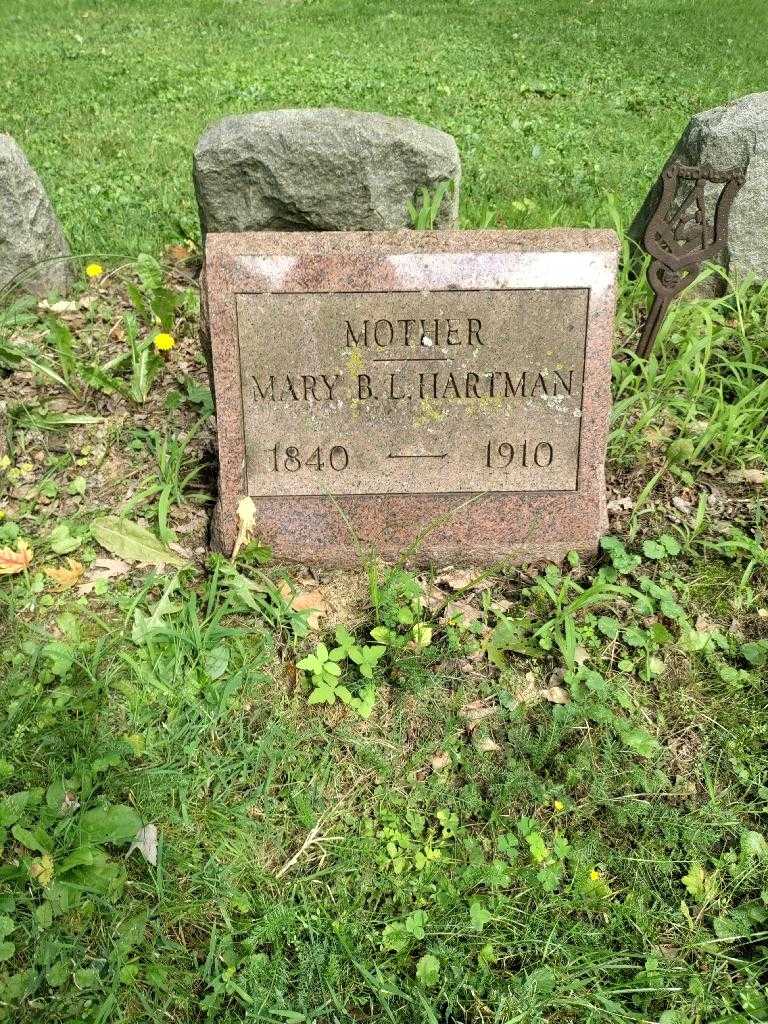 MOTHER
MARY B. L. HARTMAN
1840 — 1910